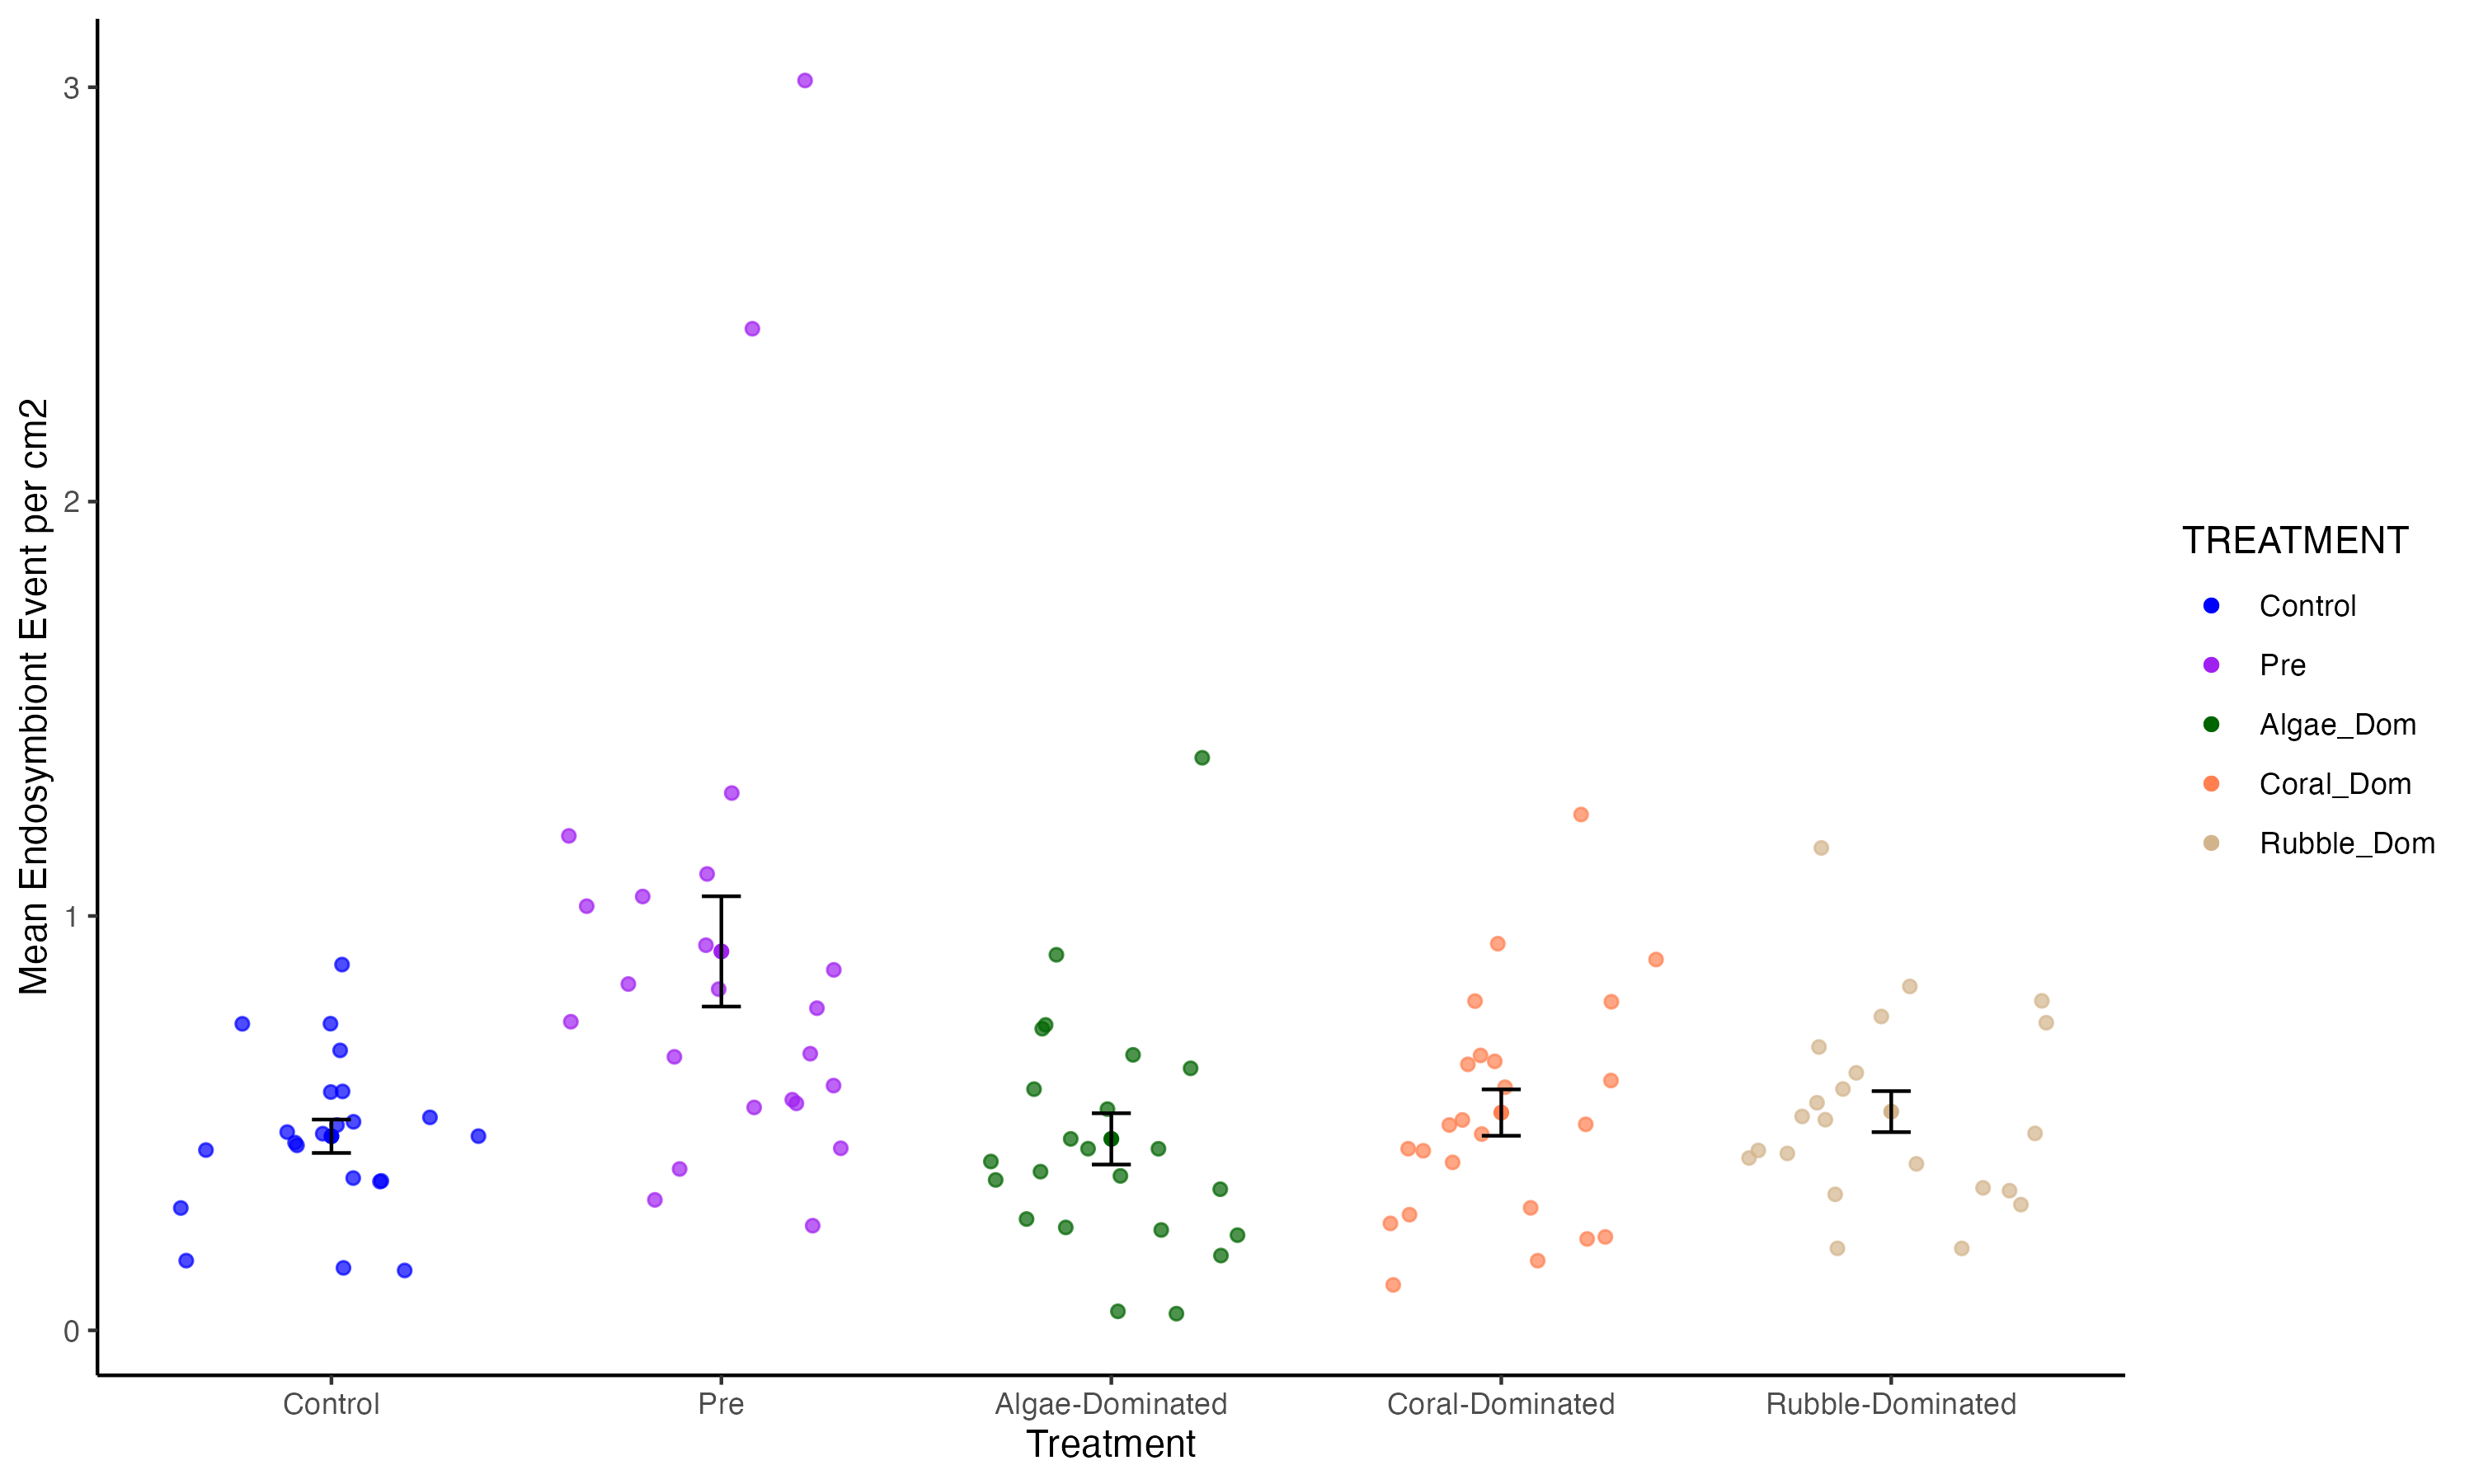 Mean Endosymbiont Event per cm2
3
2
1
0
Control
Pre
Algae-Dominated
Coral-Dominated
Rubble-Dominated
Treatment
TREATMENT
Control
Pre
Algae_Dom
Coral_Dom
Rubble_Dom